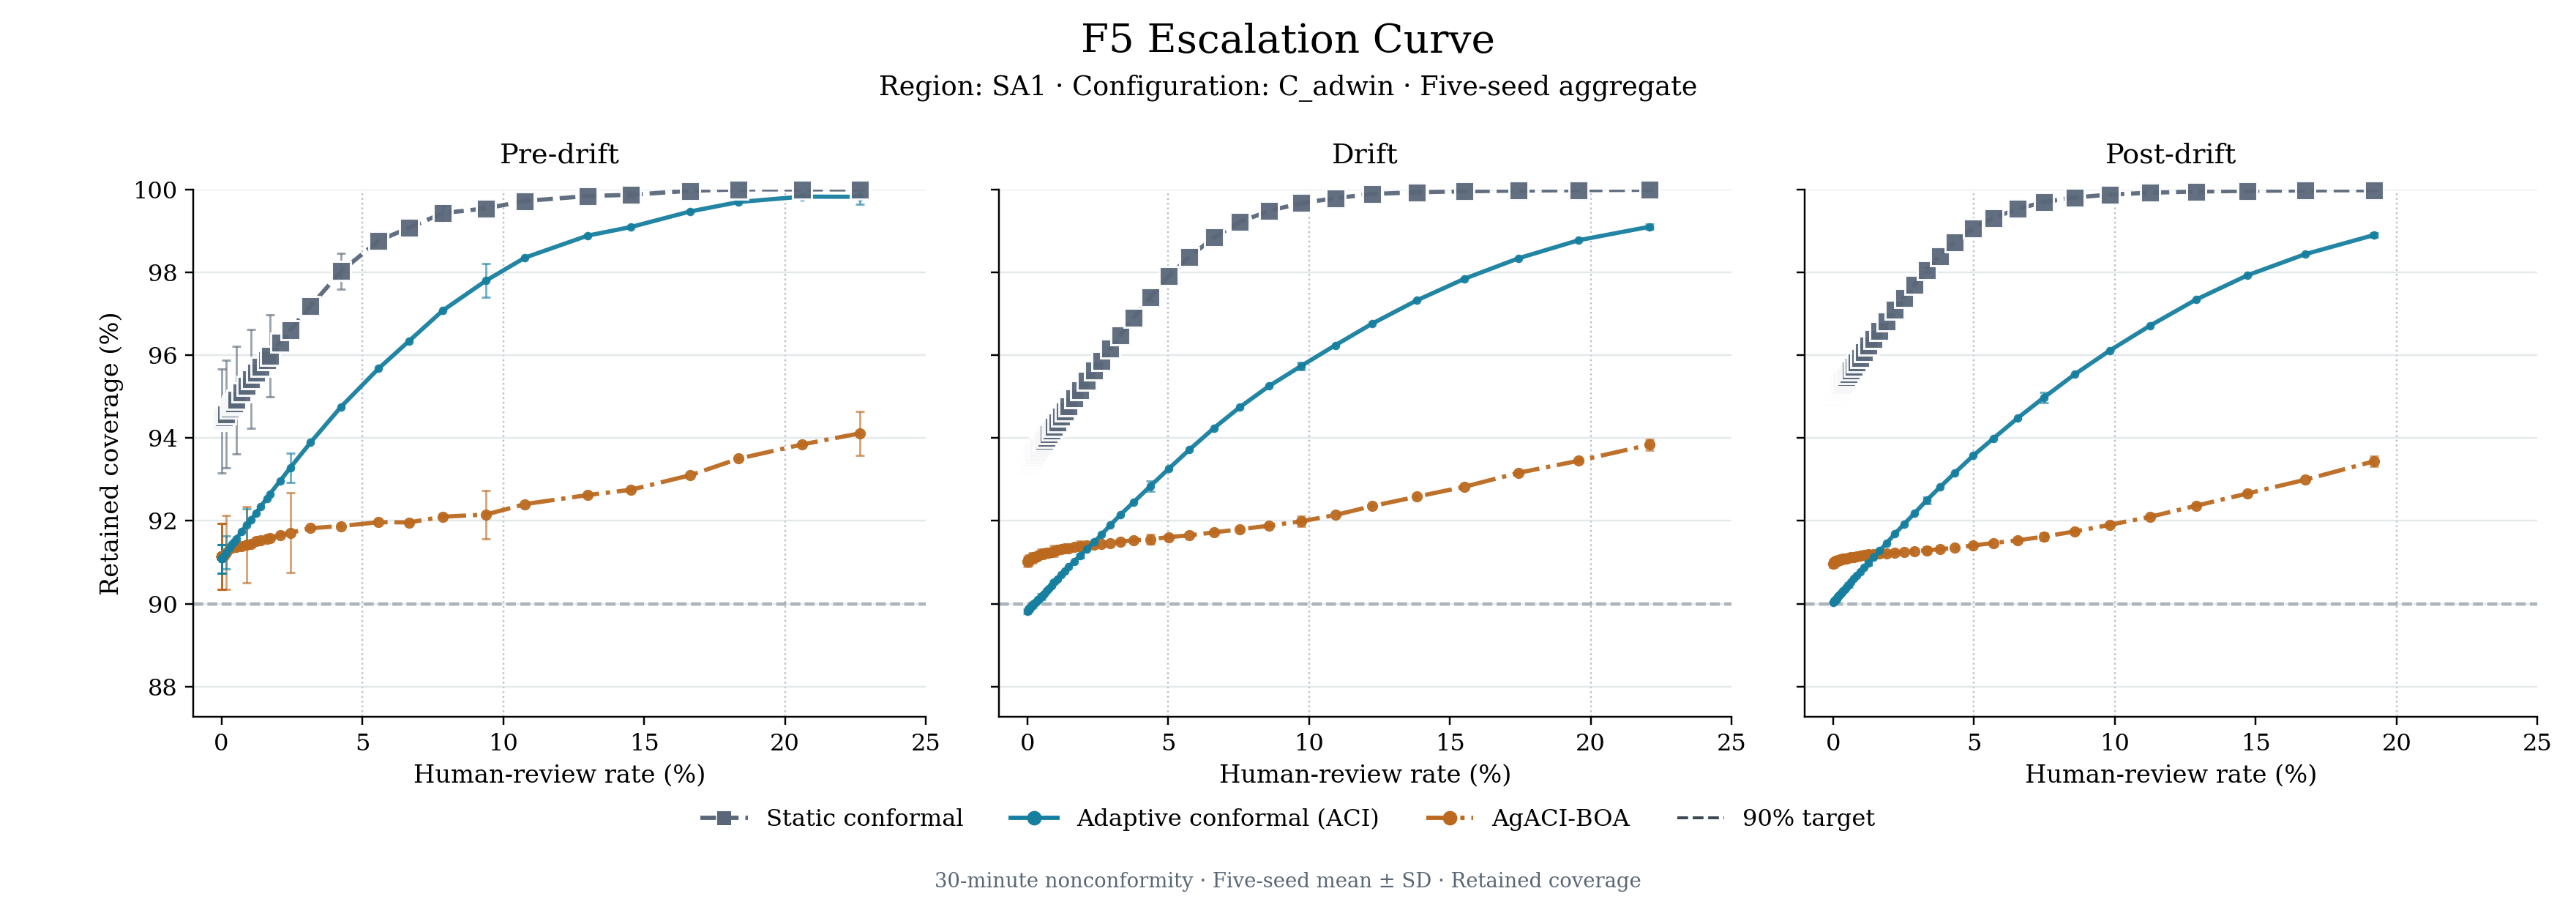 F5 Escalation Curve
Region: SA1 · Configuration: C_adwin · Five-seed aggregate
Pre-drift
Drift
Post-drift
Retained coverage (%)
100
98
96
94
92
90
88
0 5 10 15 20 25
0 5 10 15 20 25
0 5 10 15 20 25
Human-review rate (%)
Human-review rate (%)
Human-review rate (%)
Static conformal Adaptive conformal (ACI) AgACI-BOA 90% target
30-minute nonconformity · Five-seed mean ± SD · Retained coverage